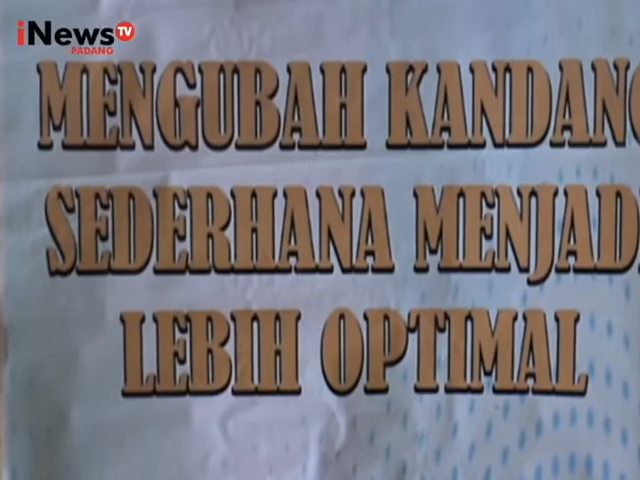 iNews TV
PADANG
MENGUBAH KANDANG
SEDERHANA MENJADI
LEBIH OPTIMAL